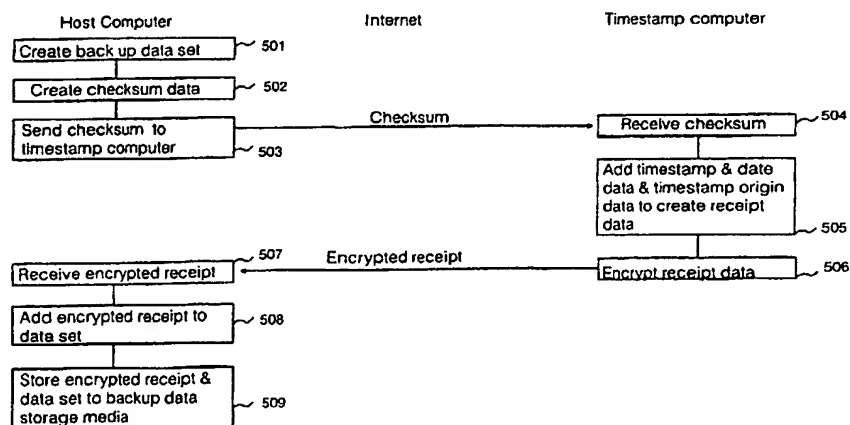 Host Computer
Internet
Timestamp computer
Create back up data set
501
Create checksum data
502
Send checksum to
timestamp computer
503
Checksum
Receive checksum
504
Add timestamp & date
data & timestamp origin
data to create receipt
data
505
Encrypt receipt data
506
Encrypted receipt
507
Receive encrypted receipt
Add encrypted receipt to
data set
508
Store encrypted receipt &
data set to backup data
storage media
509